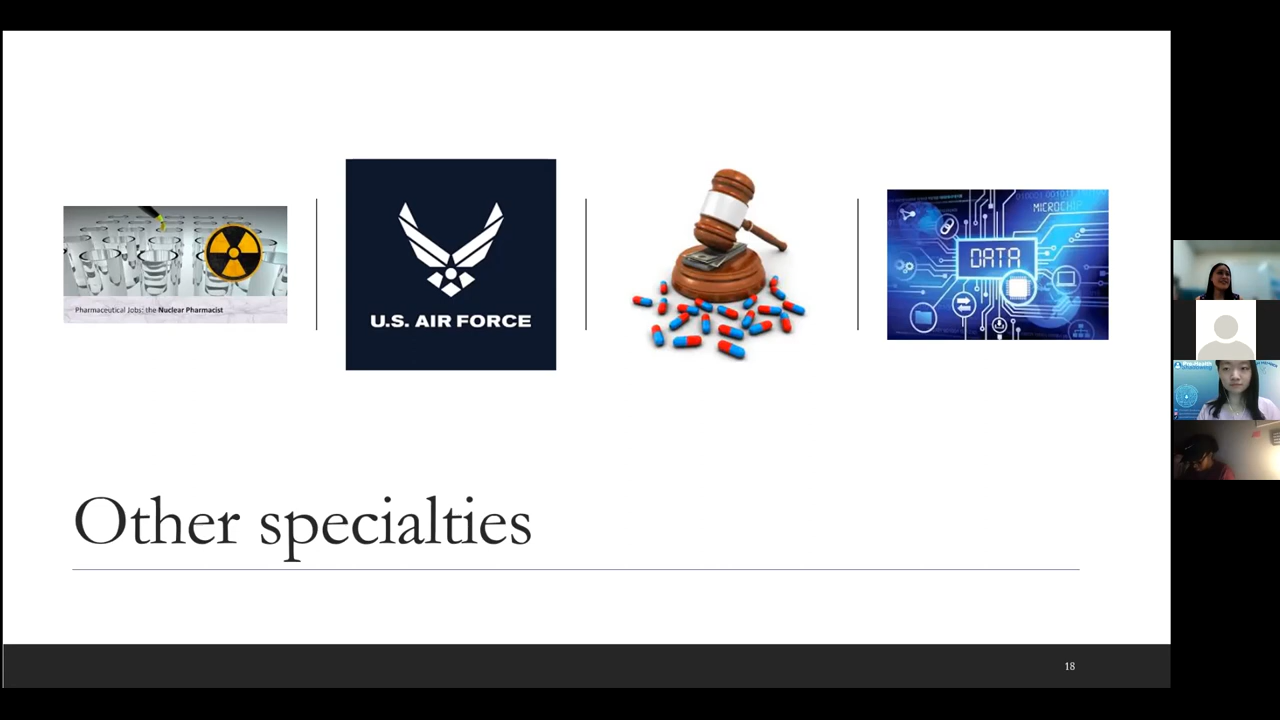 Pharmaceutical Jobs; the Nuclear Pharmacist
U.S. AIR FORCE
MICROCHIP
DATA
Other specialties
18